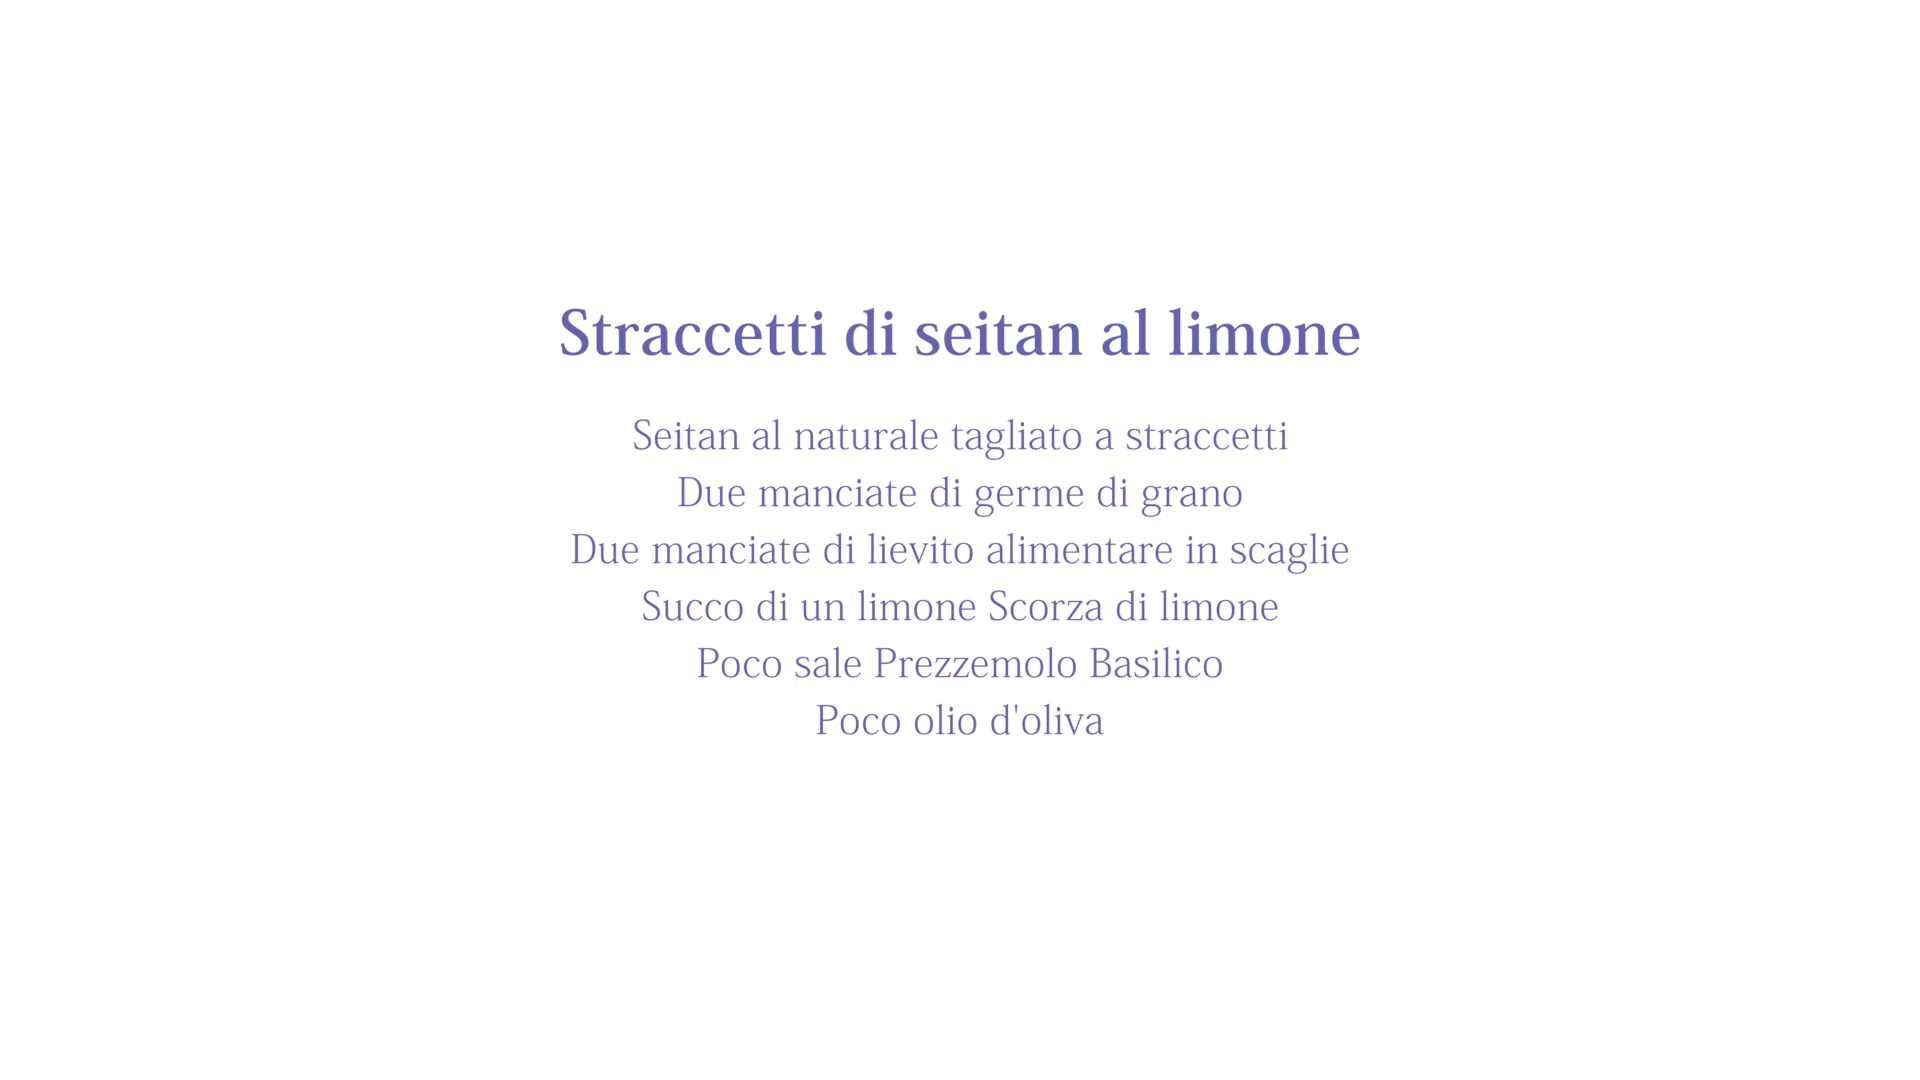 Straccetti di seitan al limone
Seitan al naturale tagliato a straccetti
Due manciate di germe di grano
Due manciate di lievito alimentare in scaglie
Succo di un limone Scorza di limone
Poco sale Prezzemolo Basilico
Poco olio d'oliva